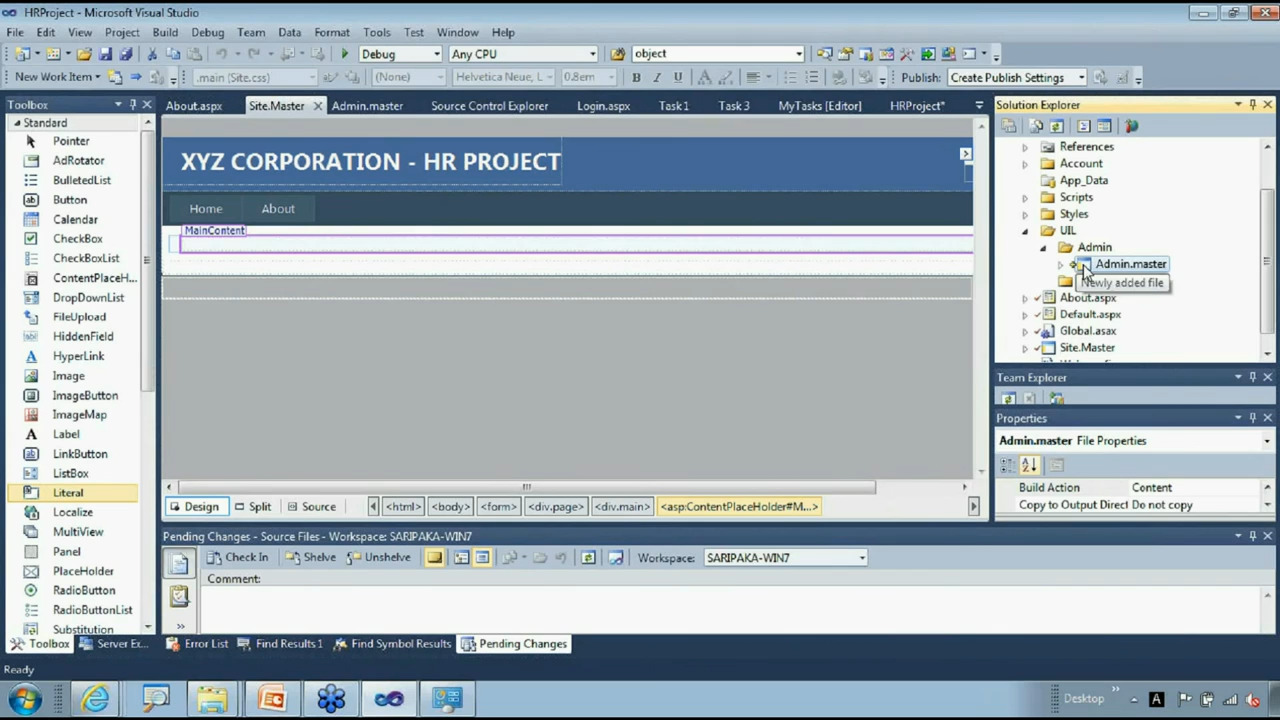 HRProject - Microsoft Visual Studio
File Edit View Project Build Debug Team Data Format Tools Test Window Help
Debug Any CPU object
New Work Item .main (Site.css) (None) Helvetica Neue, L 0.8em B I U A Publish: Create Publish Settings
Toolbox
About.aspx Site.Master Admin.master Source Control Explorer Login.aspx Task 1 Task 3 MyTasks [Editor] HRProject*
Solution Explorer
Standard
Pointer
AdRotator
BulletedList
Button
Calendar
CheckBox
CheckBoxList
ContentPlaceH...
DropDownList
FileUpload
HiddenField
HyperLink
Image
ImageButton
ImageMap
Label
LinkButton
ListBox
Literal
Localize
MultiView
Panel
PlaceHolder
RadioButton
RadioButtonList
Substitution
XYZ CORPORATION - HR PROJECT
Home About
MainContent
References
Account
App_Data
Scripts
Styles
UIL
Admin
Admin.master
Newly added file
About.aspx
Default.aspx
Global.asax
Site.Master
Team Explorer
Properties
Admin.master File Properties
Build Action Content
Copy to Output Direct Do not copy
Design Split Source <html> <body> <form> <div.page> <div.main> <asp:ContentPlaceHolder#M...>
Pending Changes - Source Files - Workspace: SARIPAKA-WIN7
Check In Shelve Unshelve Workspace: SARIPAKA-WIN7
Comment:
Toolbox Server Ex... Error List Find Results 1 Find Symbol Results Pending Changes
Ready
Desktop A